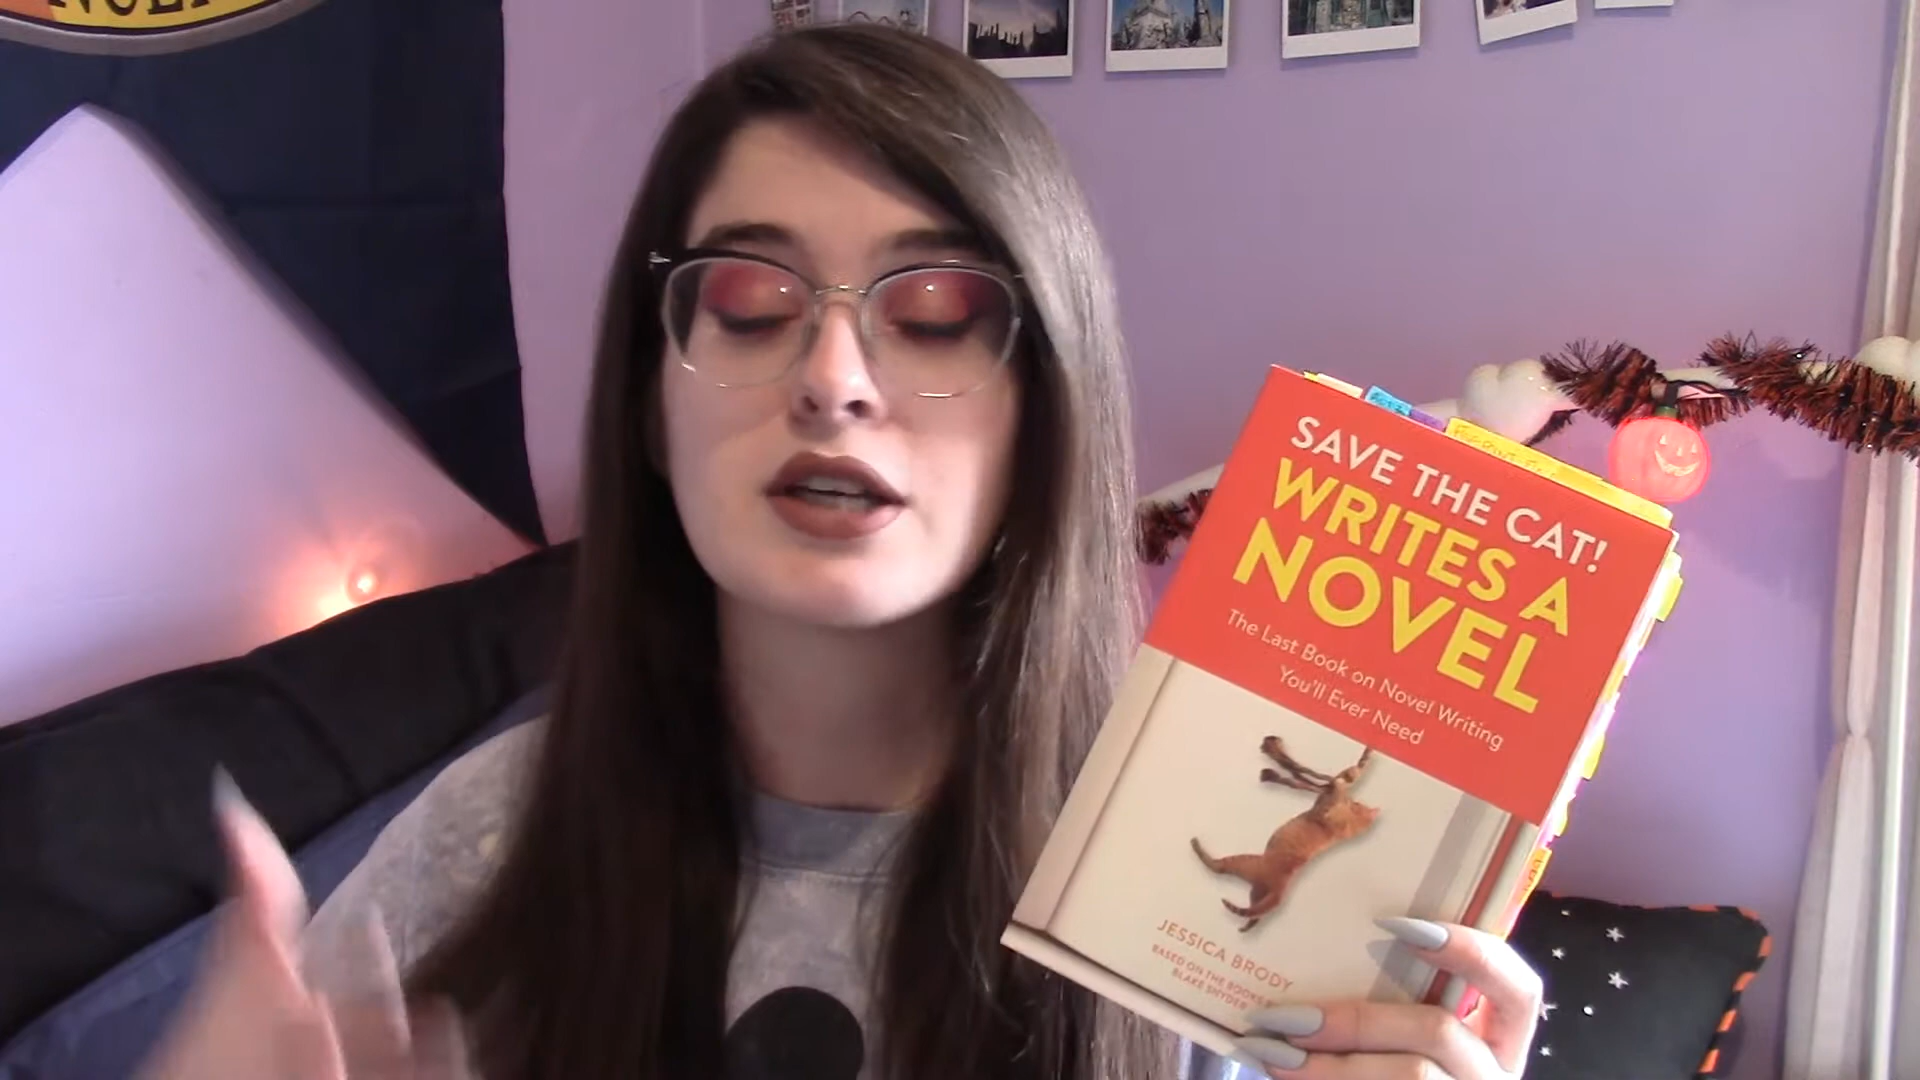 SAVE THE CAT!
WRITES A
NOVEL
The Last Book on Novel Writing
You'll Ever Need
JESSICA BRODY
BASED ON THE BOOKS
BLAKE SNYDER